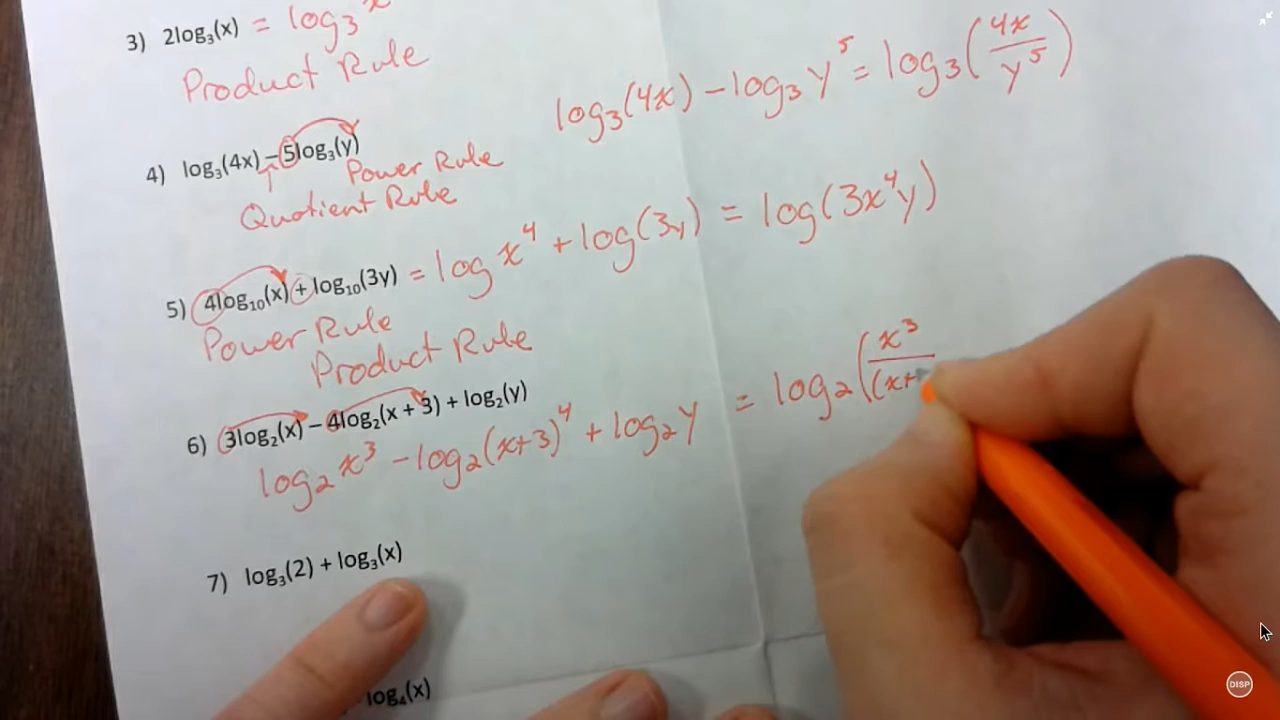 3) 2log₃(x) = log₃ x
Product Rule
log₃(4x) – log₃ y⁵ = log₃(4x/y⁵)
4) log₃(4x) – 5log₃(y)
Power Rule
Quotient Rule
5) 4log₁₀(x) + log₁₀(3y) = log x⁴ + log(3y) = log(3x⁴y)
Power Rule
Product Rule
6) 3log₂(x) – 4log₂(x + 3) + log₂(y)
log₂ x³ – log₂(x+3)⁴ + log₂ y = log₂(x³/(x+
7) log₃(2) + log₃(x)
log₄(x)
DISP